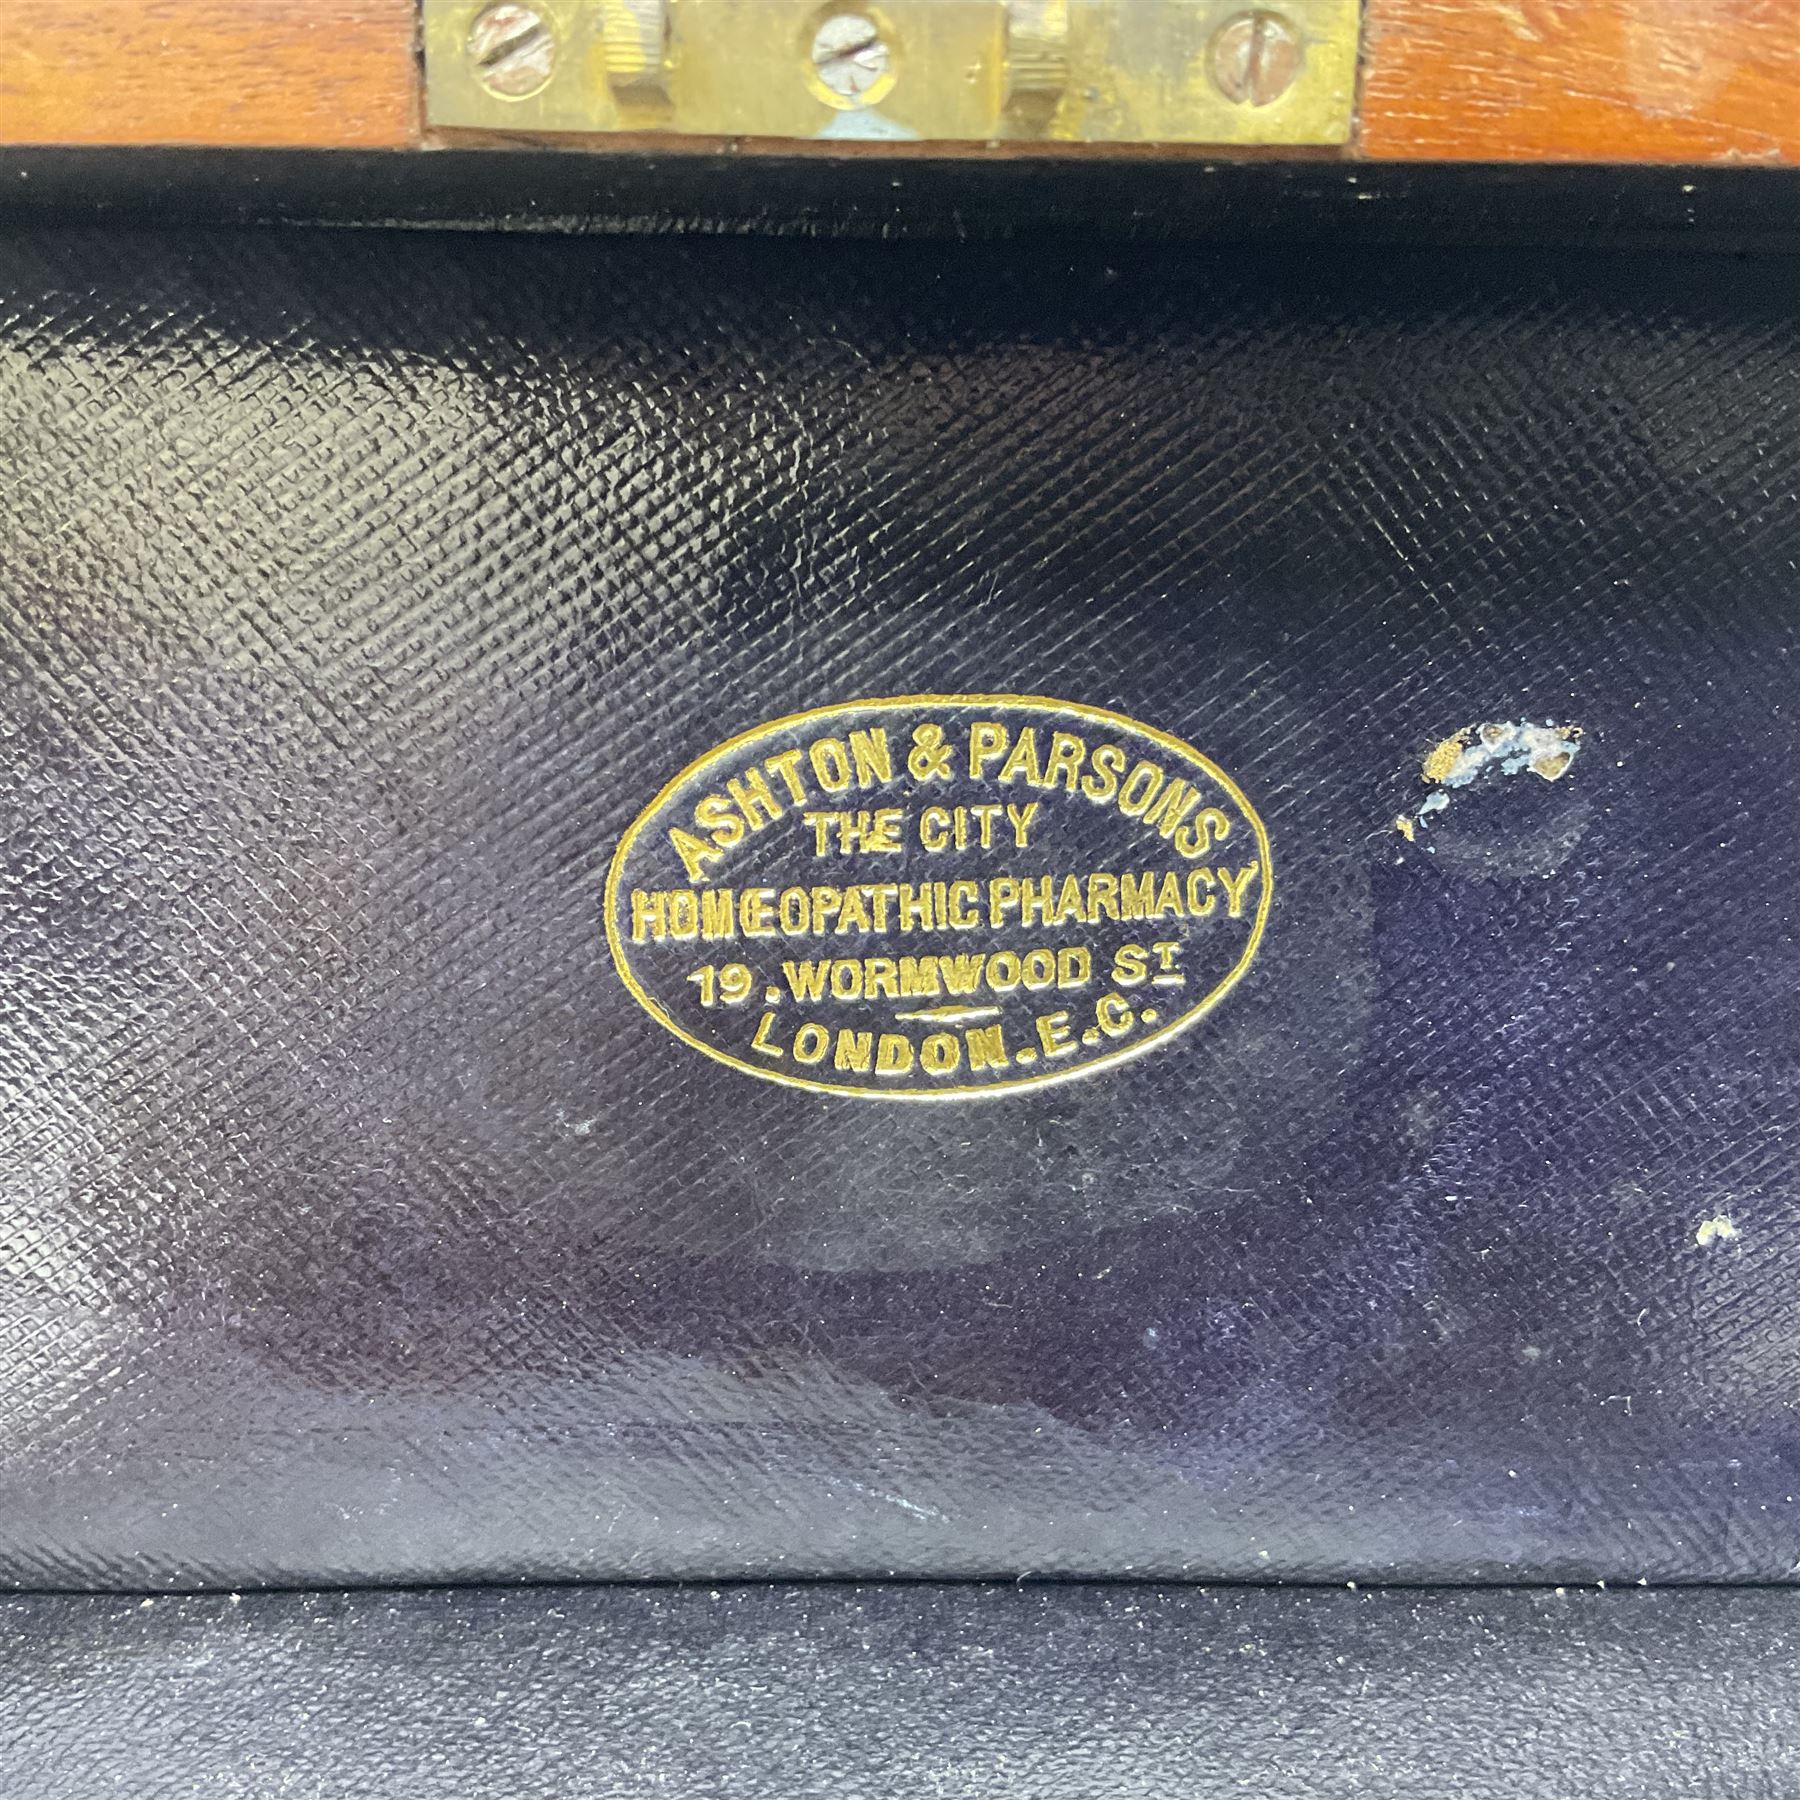 ASHTON & PARSONS
THE CITY
HOMŒOPATHIC PHARMACY
19. WORMWOOD ST
LONDON. E.C.